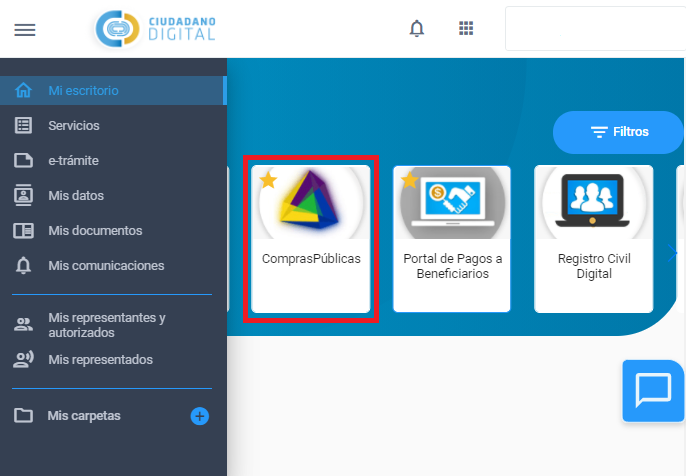 CIUDADANO
DIGITAL
Mi escritorio
Servicios
e-trámite
Mis datos
Mis documentos
Mis comunicaciones
Mis representantes y
autorizados
Mis representados
Mis carpetas
Filtros
ComprasPúblicas
Portal de Pagos a
Beneficiarios
Registro Civil
Digital